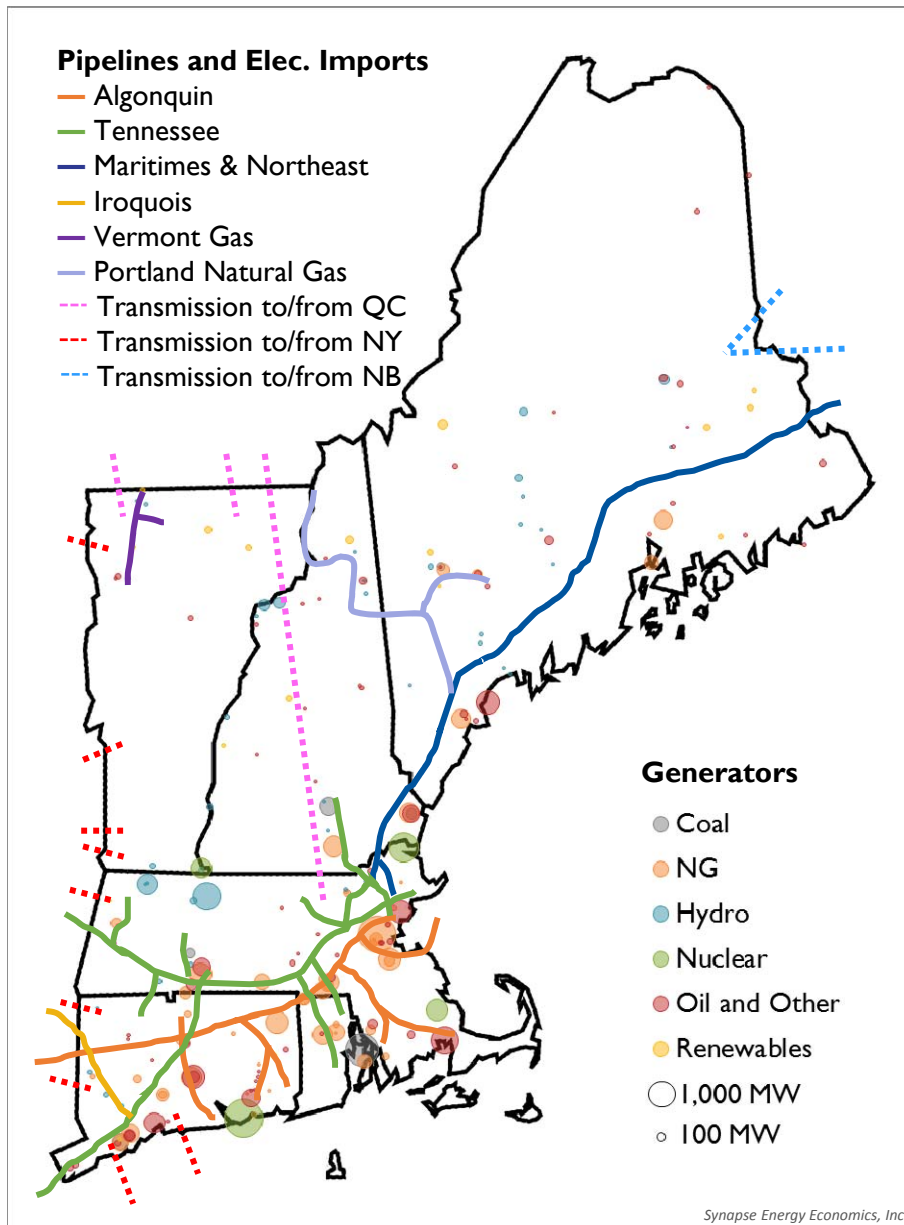 Pipelines and Elec. Imports
Algonquin
Tennessee
Maritimes & Northeast
Iroquois
Vermont Gas
Portland Natural Gas
Transmission to/from QC
Transmission to/from NY
Transmission to/from NB
Generators
Coal
NG
Hydro
Nuclear
Oil and Other
Renewables
1,000 MW
100 MW
Synapse Energy Economics, Inc